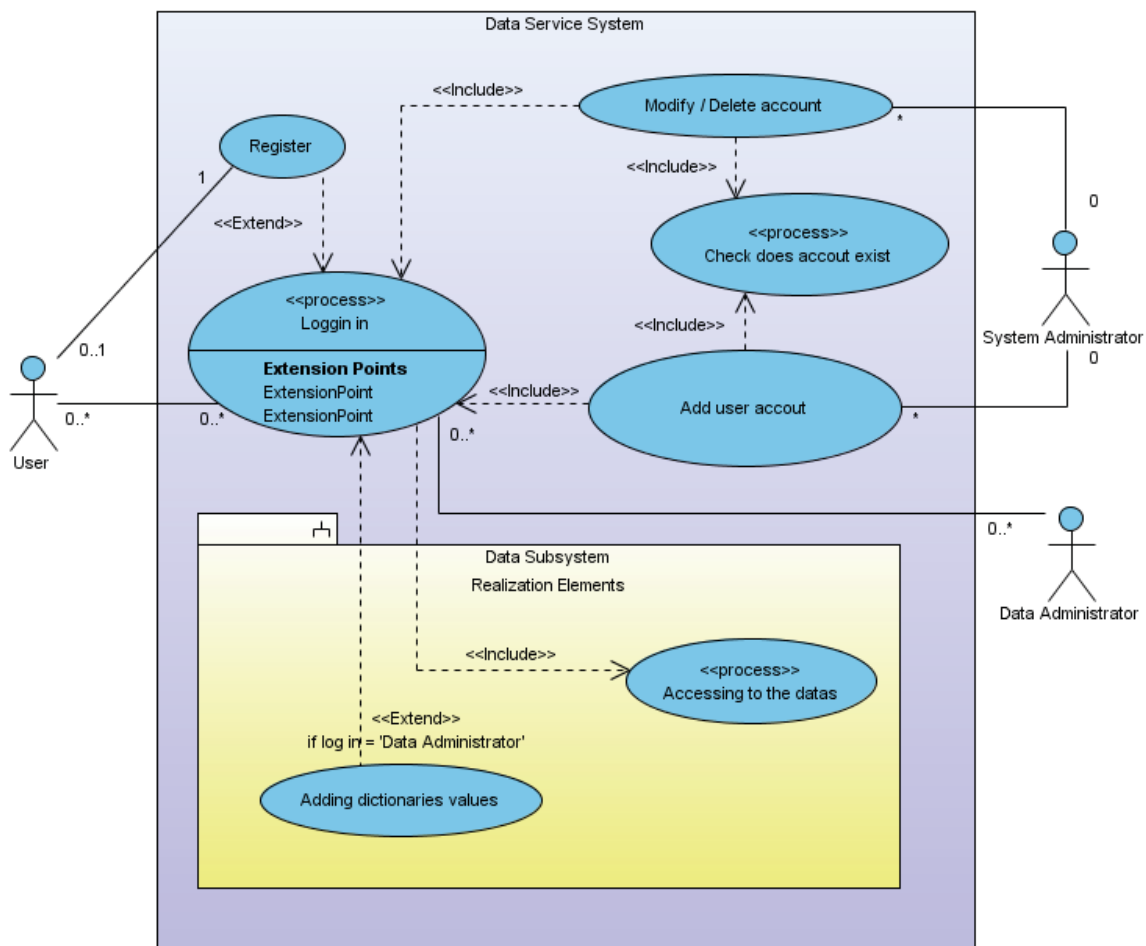 Data Service System
<<Include>>
Modify / Delete account
*
Register
1
<<Include>>
<<Extend>>
0
<<process>>
Check does accout exist
<<process>>
Loggin in
System Administrator
<<Include>>
0..1
0
Extension Points
ExtensionPoint
ExtensionPoint
<<Include>>
Add user accout
*
0..*
0..*
0..*
User
Data Subsystem
Realization Elements
0..*
Data Administrator
<<Include>>
<<process>>
Accessing to the datas
<<Extend>>
if log in = 'Data Administrator'
Adding dictionaries values